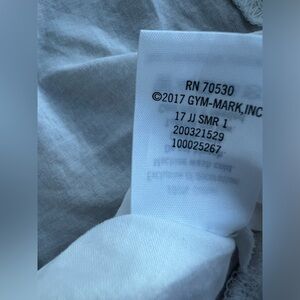 RN 70530
©2017 GYM-MARK,INC
17 JJ SMR 1
200321529
100025267